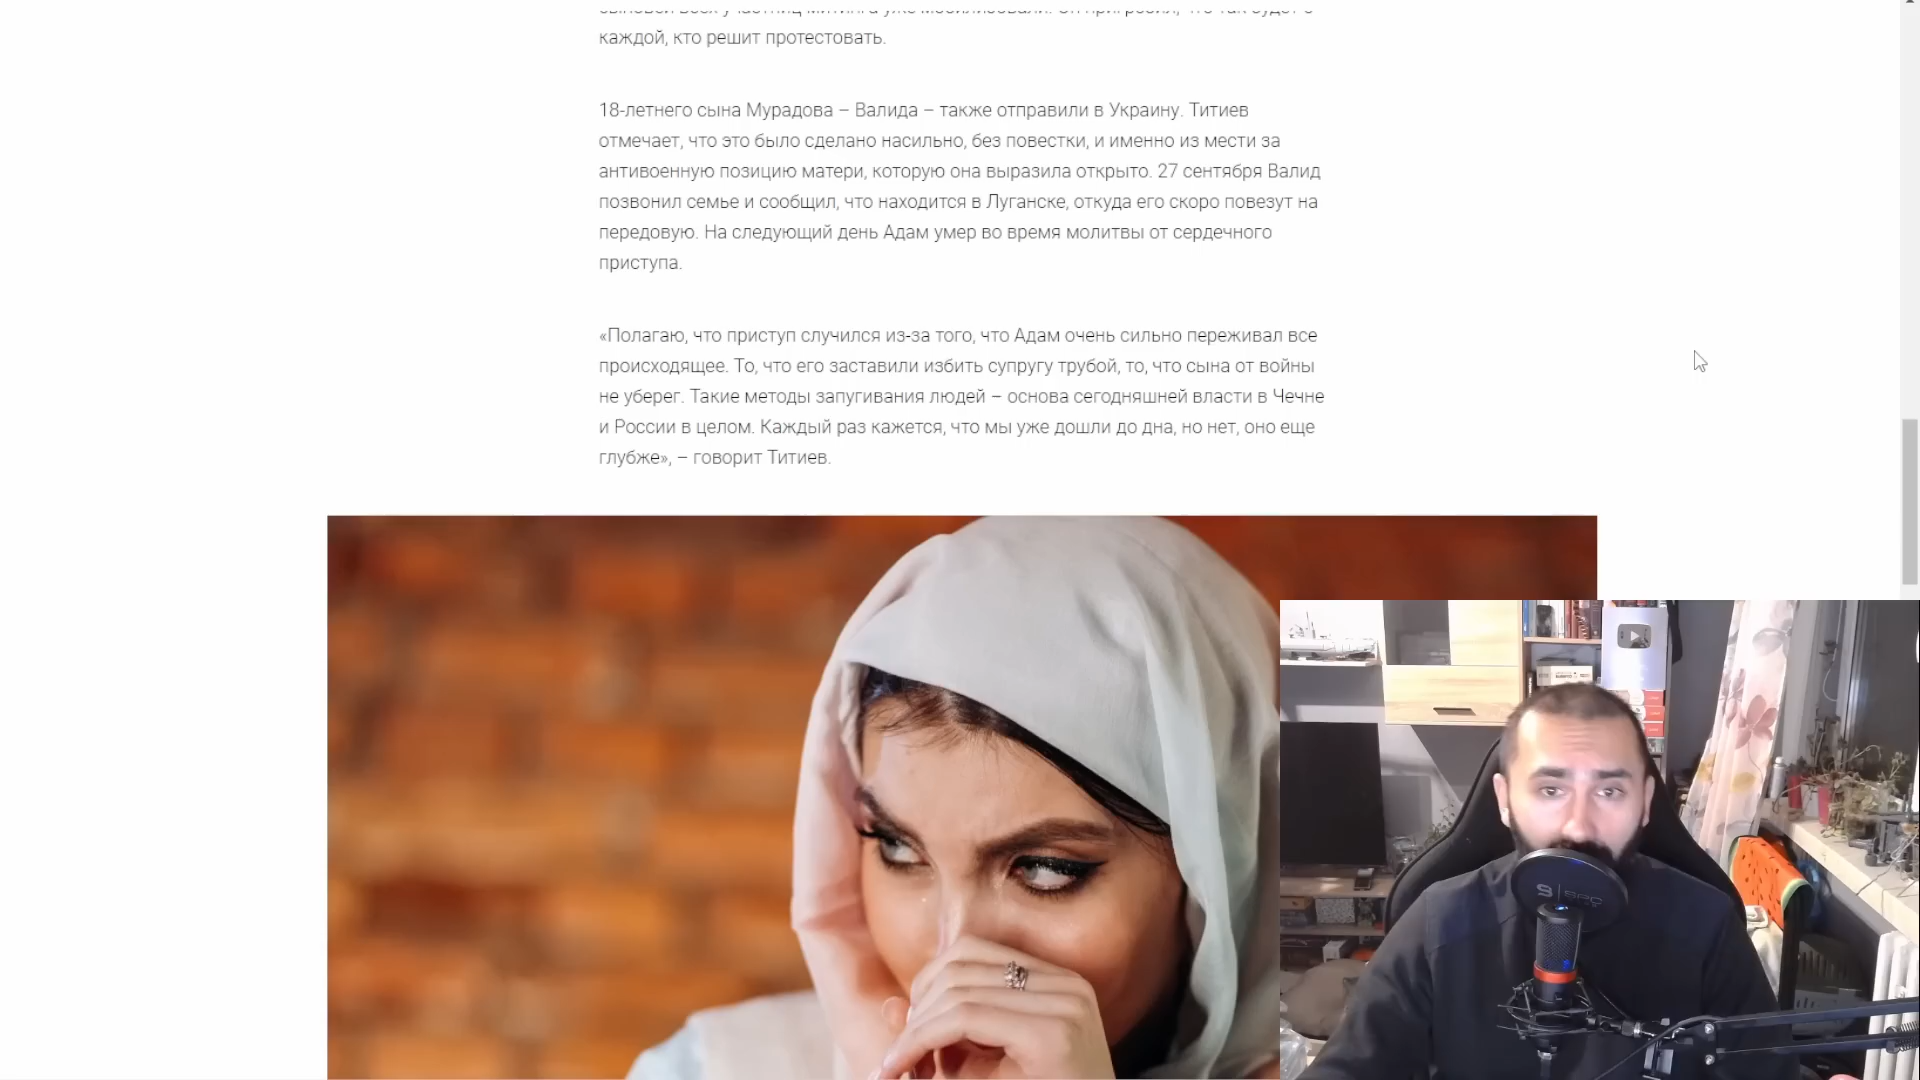 каждой, кто решит протестовать.
18-летнего сына Мурадова – Валида – также отправили в Украину. Титиев
отмечает, что это было сделано насильно, без повестки, и именно из мести за
антивоенную позицию матери, которую она выразила открыто. 27 сентября Валид
позвонил семье и сообщил, что находится в Луганске, откуда его скоро повезут на
передовую. На следующий день Адам умер во время молитвы от сердечного
приступа.
«Полагаю, что приступ случился из-за того, что Адам очень сильно переживал все
происходящее. То, что его заставили избить супругу трубой, то, что сына от войны
не уберег. Такие методы запугивания людей – основа сегодняшней власти в Чечне
и России в целом. Каждый раз кажется, что мы уже дошли до дна, но нет, оно еще
глубже», – говорит Титиев.
SPC